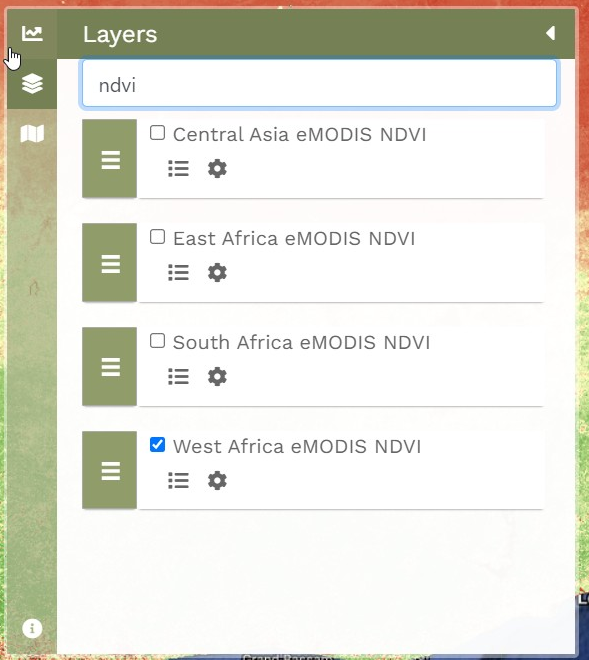 Layers
ndvi
Central Asia eMODIS NDVI
East Africa eMODIS NDVI
South Africa eMODIS NDVI
West Africa eMODIS NDVI